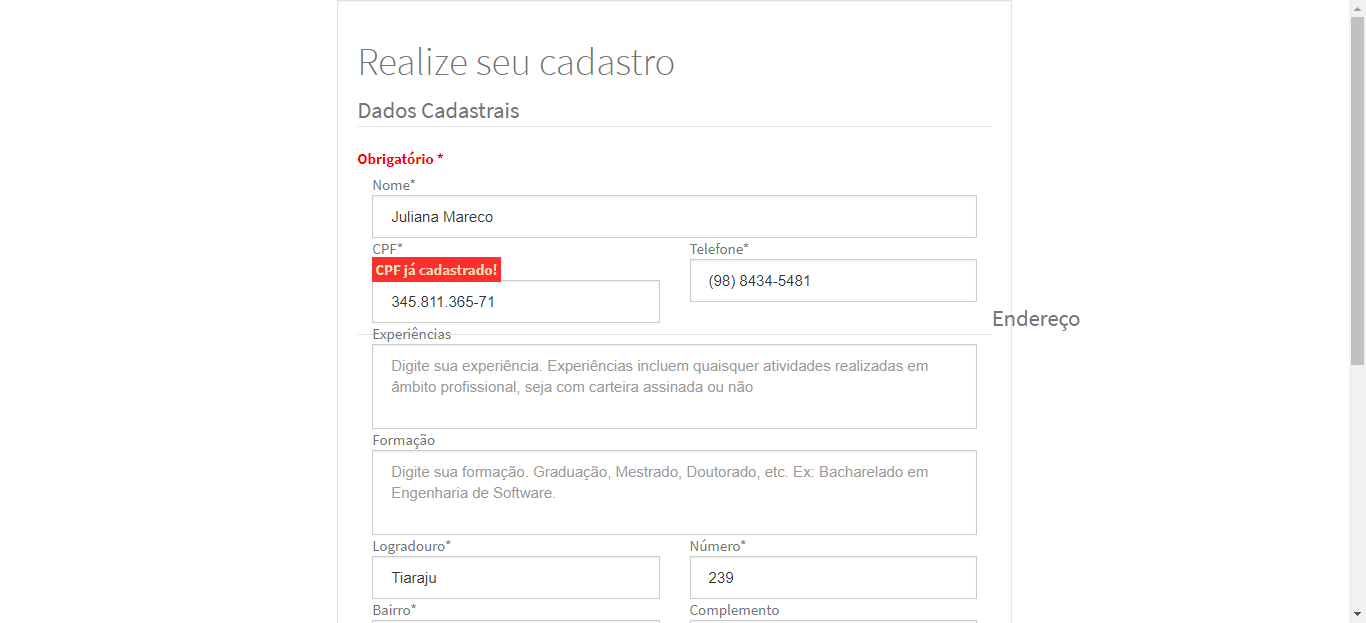 Realize seu cadastro
Dados Cadastrais
Obrigatório *
Nome*
Juliana Mareco
CPF*
Telefone*
CPF já cadastrado!
(98) 8434-5481
345.811.365-71
Endereço
Experiências
Digite sua experiência. Experiências incluem quaisquer atividades realizadas em
âmbito profissional, seja com carteira assinada ou não
Formação
Digite sua formação. Graduação, Mestrado, Doutorado, etc. Ex: Bacharelado em
Engenharia de Software.
Logradouro*
Número*
Tiaraju
239
Bairro*
Complemento